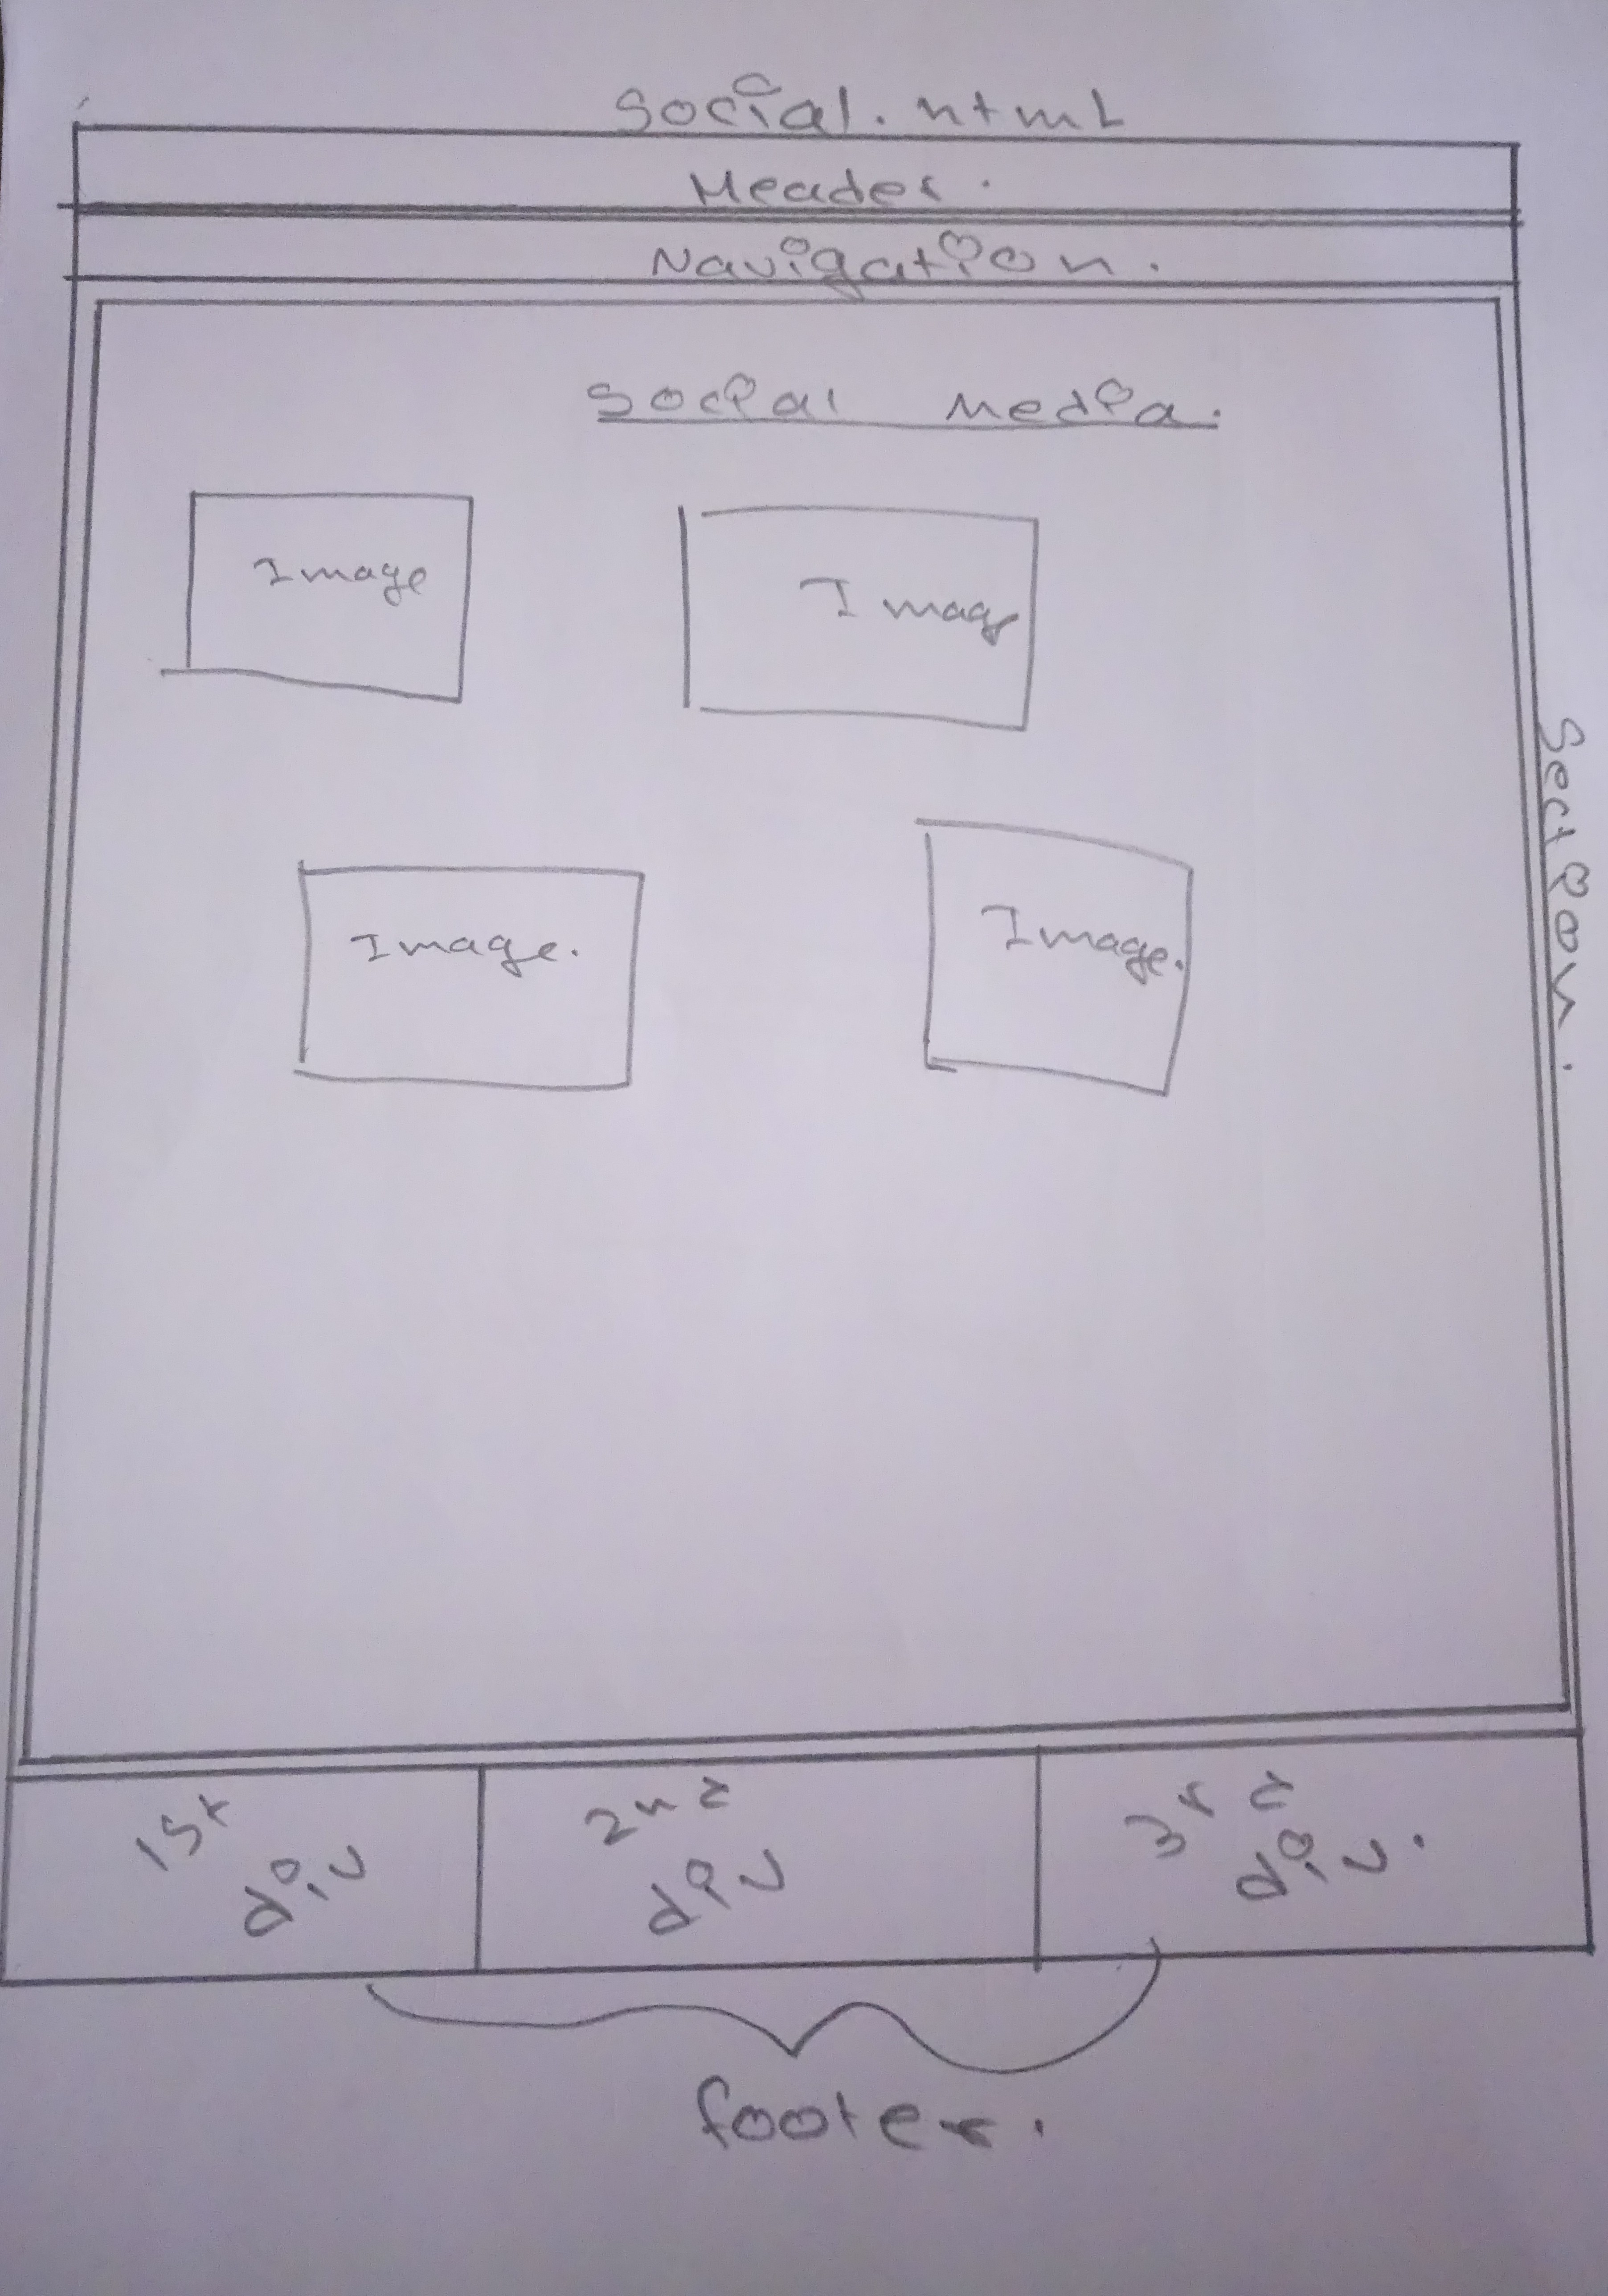 Social.html
Header.
Navigation.
Social Media.
Image
Image
Image.
Image.
Section.
1st
div
2nd
div
3rd
div.
footer.